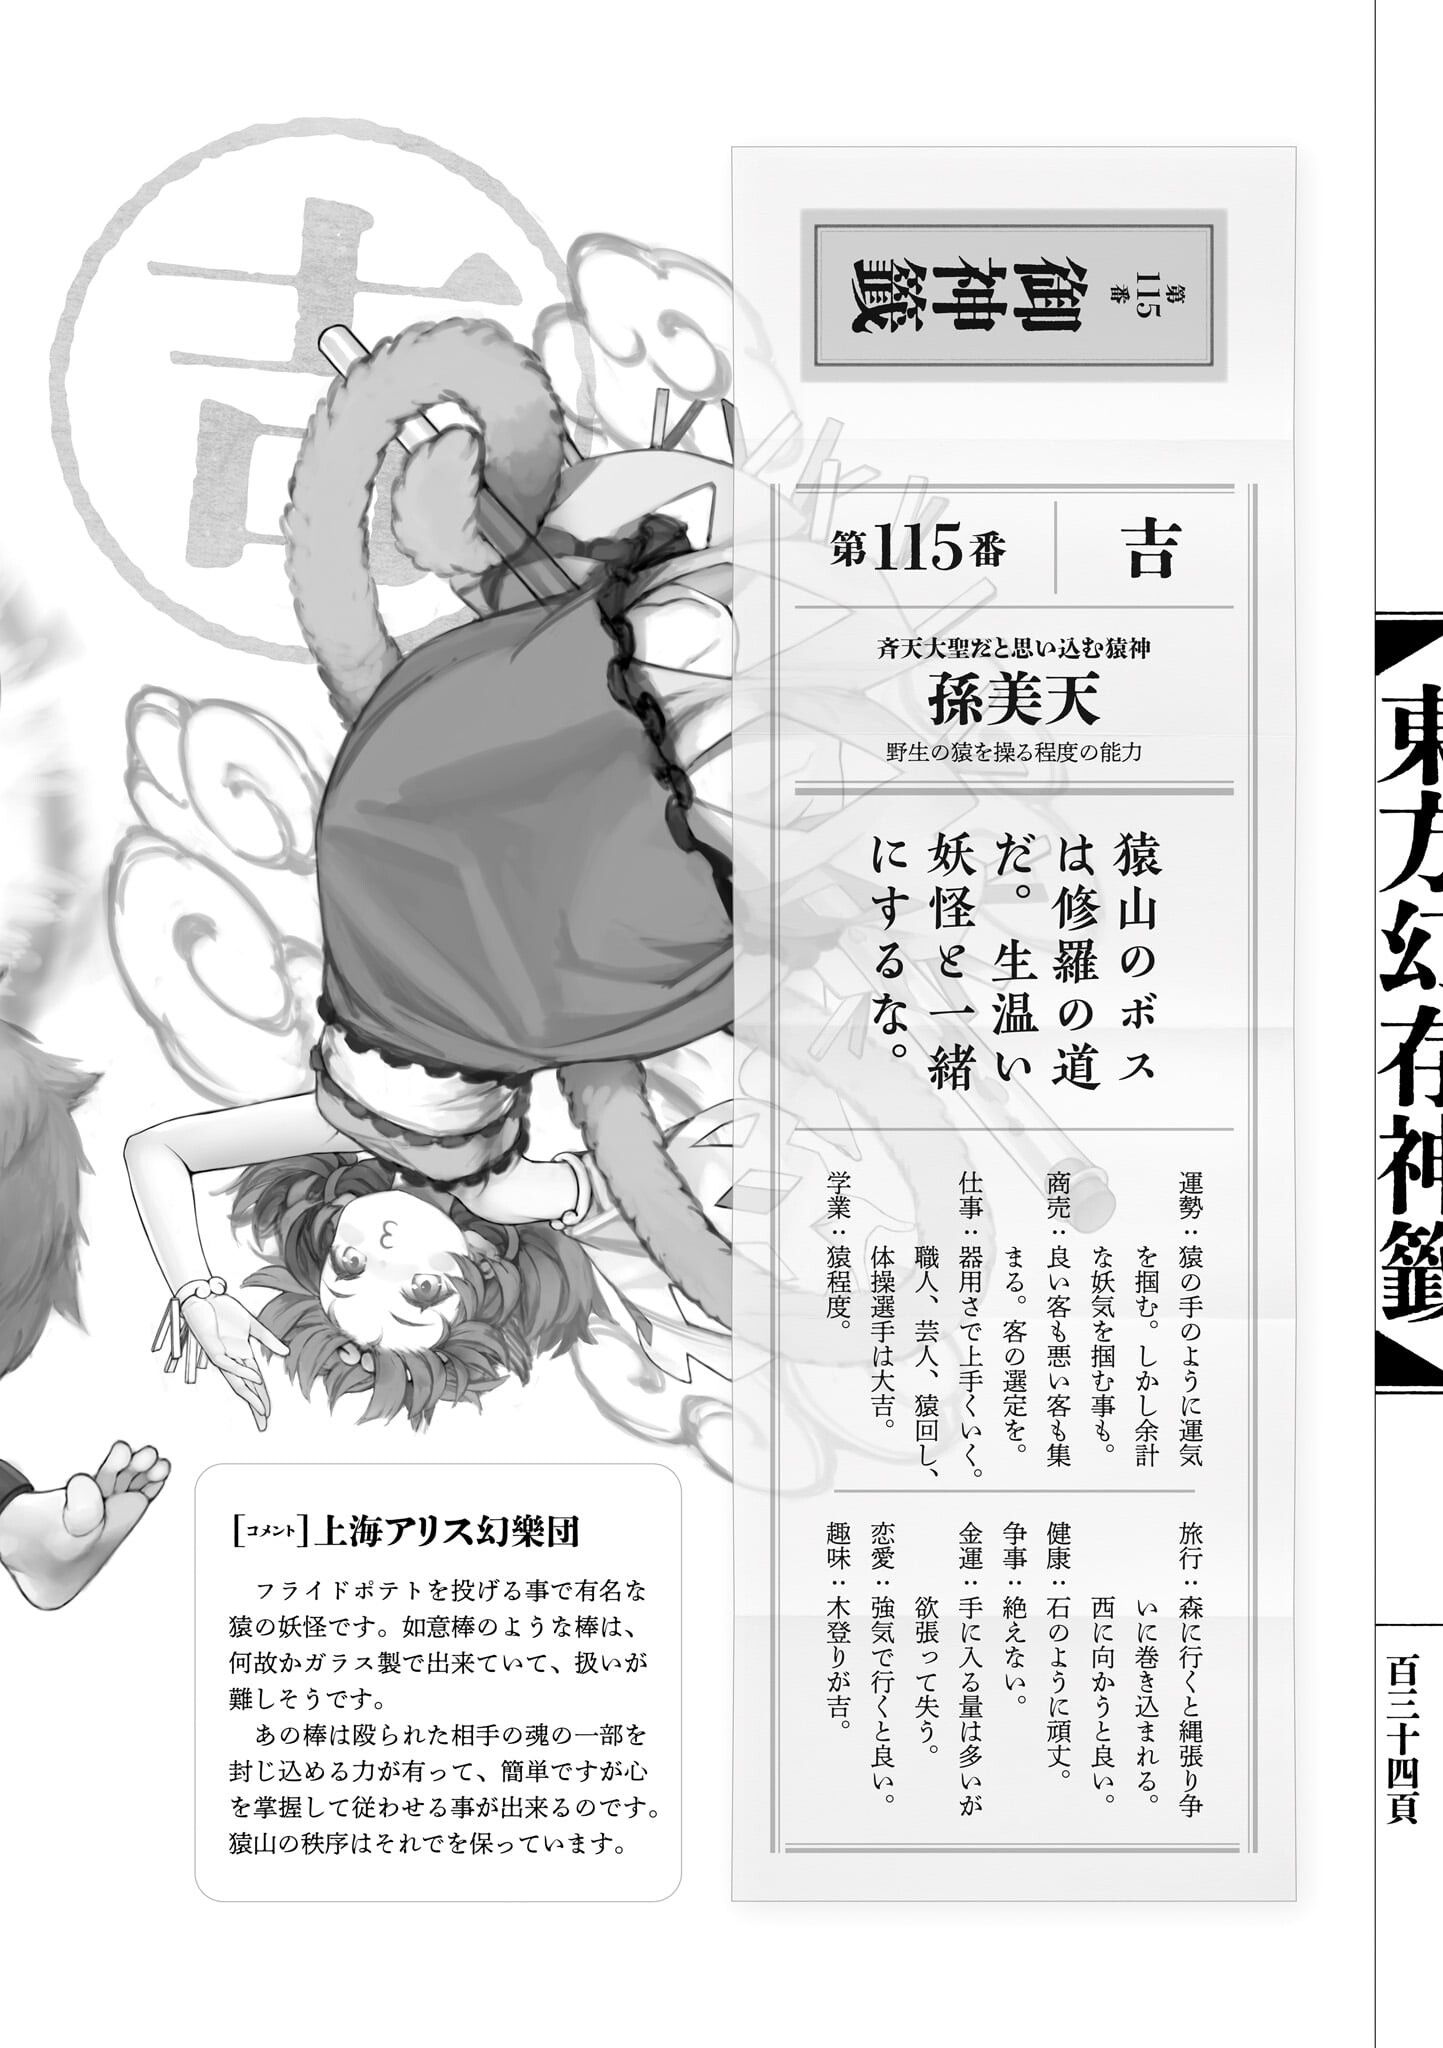 吉
第115番
御神籤
第115番
吉
斉天大聖だと思い込む猿神
孫美天
野生の猿を操る程度の能力
猿山のボス
は修羅の道
だ。生温い
妖怪と一緒
にするな。
運勢：猿の手のように運気
を掴む。しかし余計
な妖気を掴む事も。
商売：良い客も悪い客も集
まる。客の選定を。
仕事：器用さで上手くいく。
職人、芸人、猿回し、
体操選手は大吉。
学業：猿程度。
旅行：森に行くと縄張り争
いに巻き込まれる。
西に向かうと良い。
健康：石のように頑丈。
争事：絶えない。
金運：手に入る量は多いが
欲張って失う。
恋愛：強気で行くと良い。
趣味：木登りが吉。
［コメント］上海アリス幻樂団
フライドポテトを投げる事で有名な
猿の妖怪です。如意棒のような棒は、
何故かガラス製で出来ていて、扱いが
難しそうです。
あの棒は殴られた相手の魂の一部を
封じ込める力が有って、簡単ですが心
を掌握して従わせる事が出来るのです。
猿山の秩序はそれでを保っています。
東方幻存神籤
百三十四頁